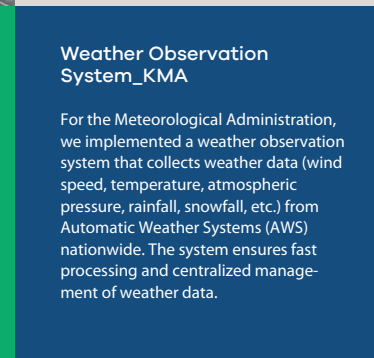 Weather Observation
System_KMA
For the Meteorological Administration,
we implemented a weather observation
system that collects weather data (wind
speed, temperature, atmospheric
pressure, rainfall, snowfall, etc.) from
Automatic Weather Systems (AWS)
nationwide. The system ensures fast
processing and centralized manage-
ment of weather data.